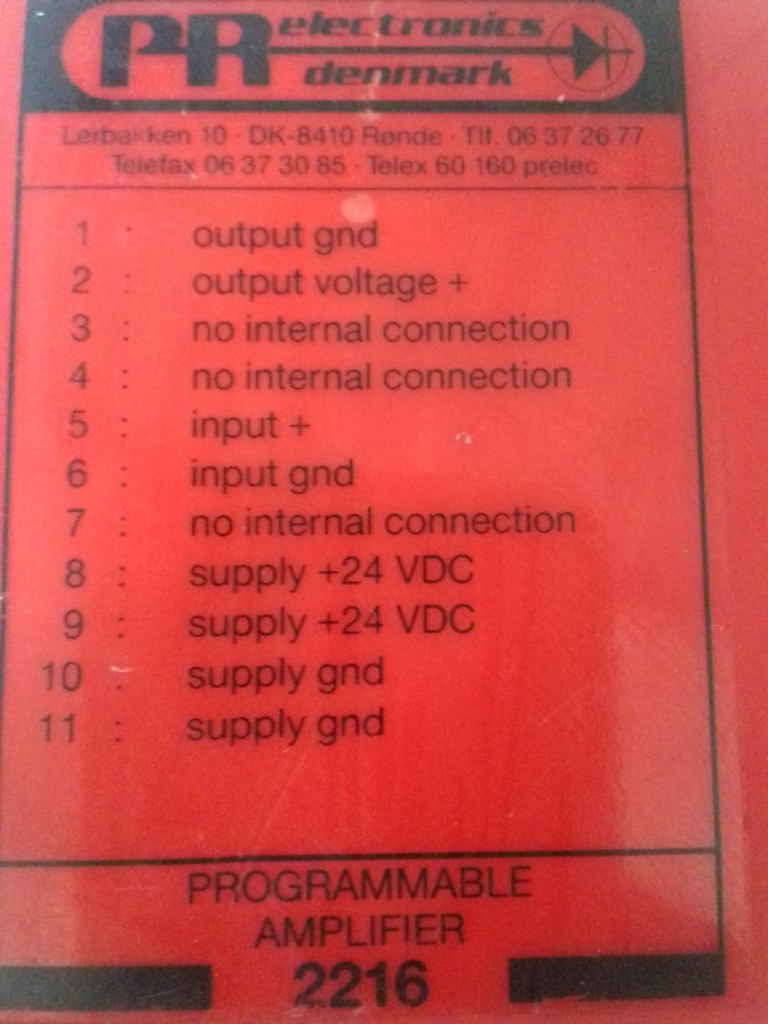 PR electronics
denmark
Lerbakken 10 · DK-8410 Rønde · Tlf. 06 37 26 77
Telefax 06 37 30 85 · Telex 60 160 prelec
1 : output gnd
2 : output voltage +
3 : no internal connection
4 : no internal connection
5 : input +
6 : input gnd
7 : no internal connection
8 : supply +24 VDC
9 : supply +24 VDC
10 : supply gnd
11 : supply gnd
PROGRAMMABLE
AMPLIFIER
2216